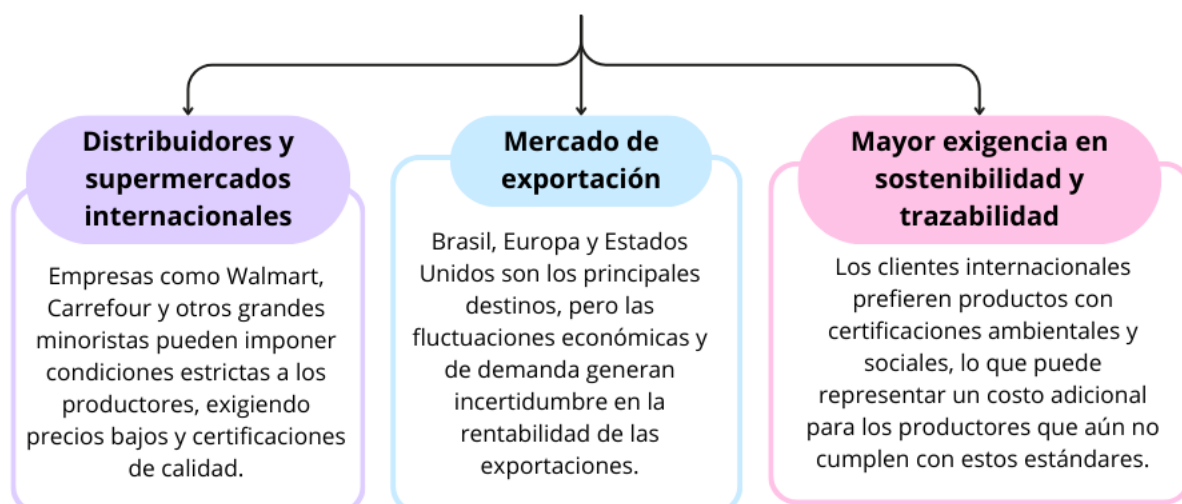 Distribuidores y
supermercados
internacionales
Empresas como Walmart,
Carrefour y otros grandes
minoristas pueden imponer
condiciones estrictas a los
productores, exigiendo
precios bajos y certificaciones
de calidad.
Mercado de
exportación
Brasil, Europa y Estados
Unidos son los principales
destinos, pero las
fluctuaciones económicas y
de demanda generan
incertidumbre en la
rentabilidad de las
exportaciones.
Mayor exigencia en
sostenibilidad y
trazabilidad
Los clientes internacionales
prefieren productos con
certificaciones ambientales y
sociales, lo que puede
representar un costo adicional
para los productores que aún no
cumplen con estos estándares.